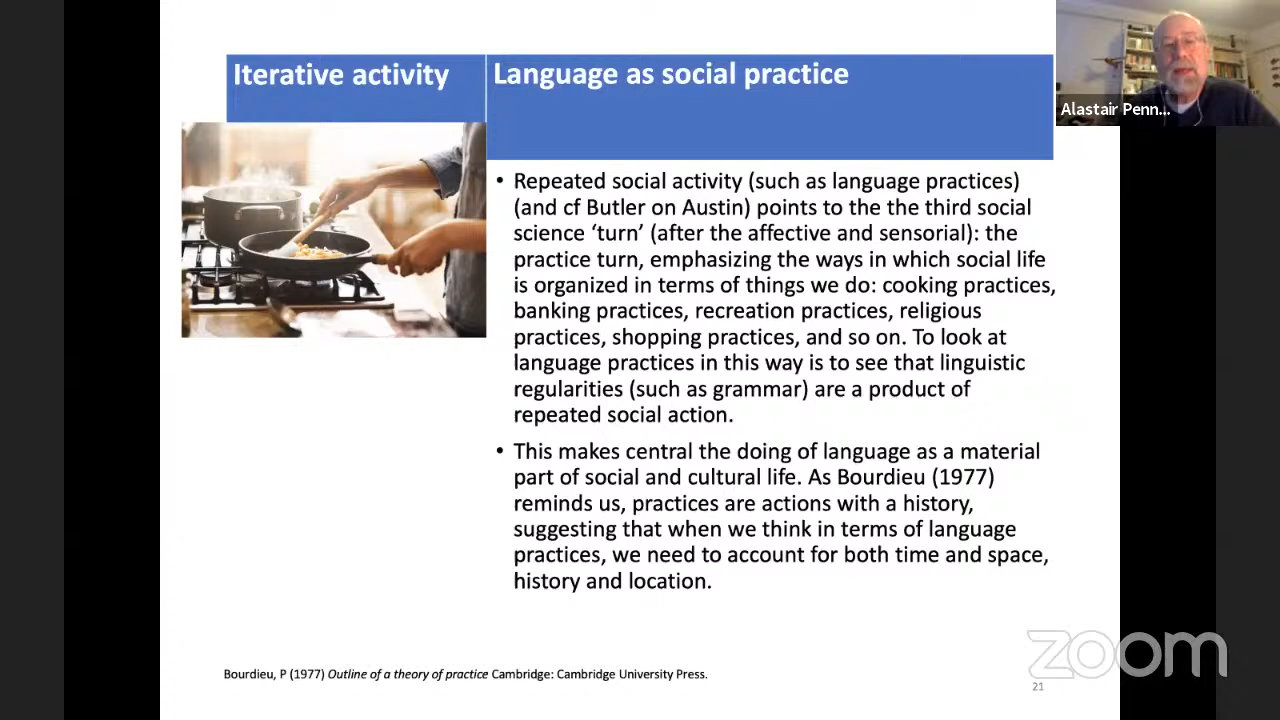 Iterative activity
Language as social practice
Alastair Penn...
• Repeated social activity (such as language practices)
(and cf Butler on Austin) points to the the third social
science ‘turn’ (after the affective and sensorial): the
practice turn, emphasizing the ways in which social life
is organized in terms of things we do: cooking practices,
banking practices, recreation practices, religious
practices, shopping practices, and so on. To look at
language practices in this way is to see that linguistic
regularities (such as grammar) are a product of
repeated social action.
• This makes central the doing of language as a material
part of social and cultural life. As Bourdieu (1977)
reminds us, practices are actions with a history,
suggesting that when we think in terms of language
practices, we need to account for both time and space,
history and location.
Bourdieu, P (1977) Outline of a theory of practice Cambridge: Cambridge University Press.
zoom
21